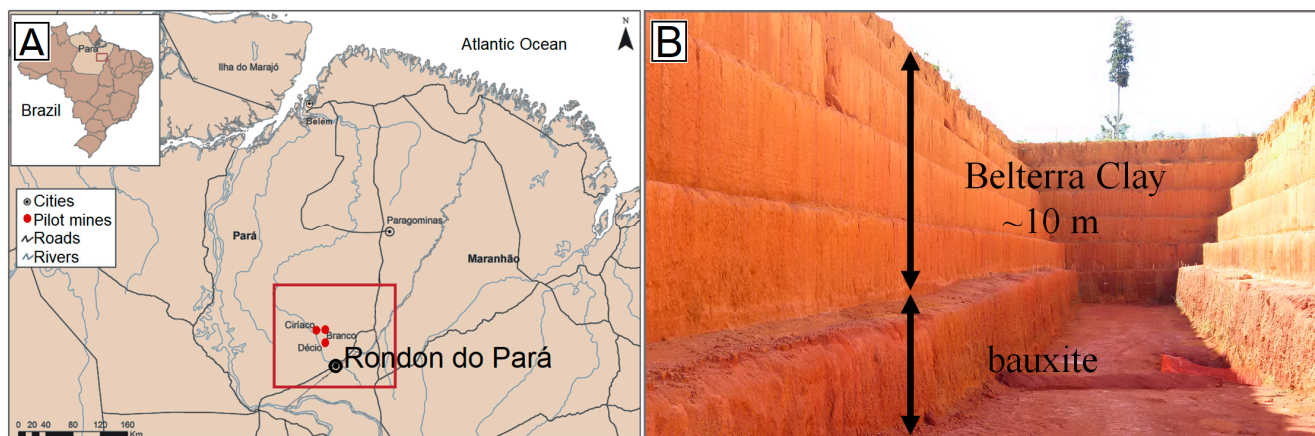 A
Pará
Brazil
Atlantic Ocean
N
Ilha do Marajó
Belém
Cities
Pilot mines
Roads
Rivers
Paragominas
Pará
Maranhão
Ciríaco
Branco
Décio
Rondon do Pará
0 20 40 80 120 160
Km
B
Belterra Clay
~10 m
bauxite